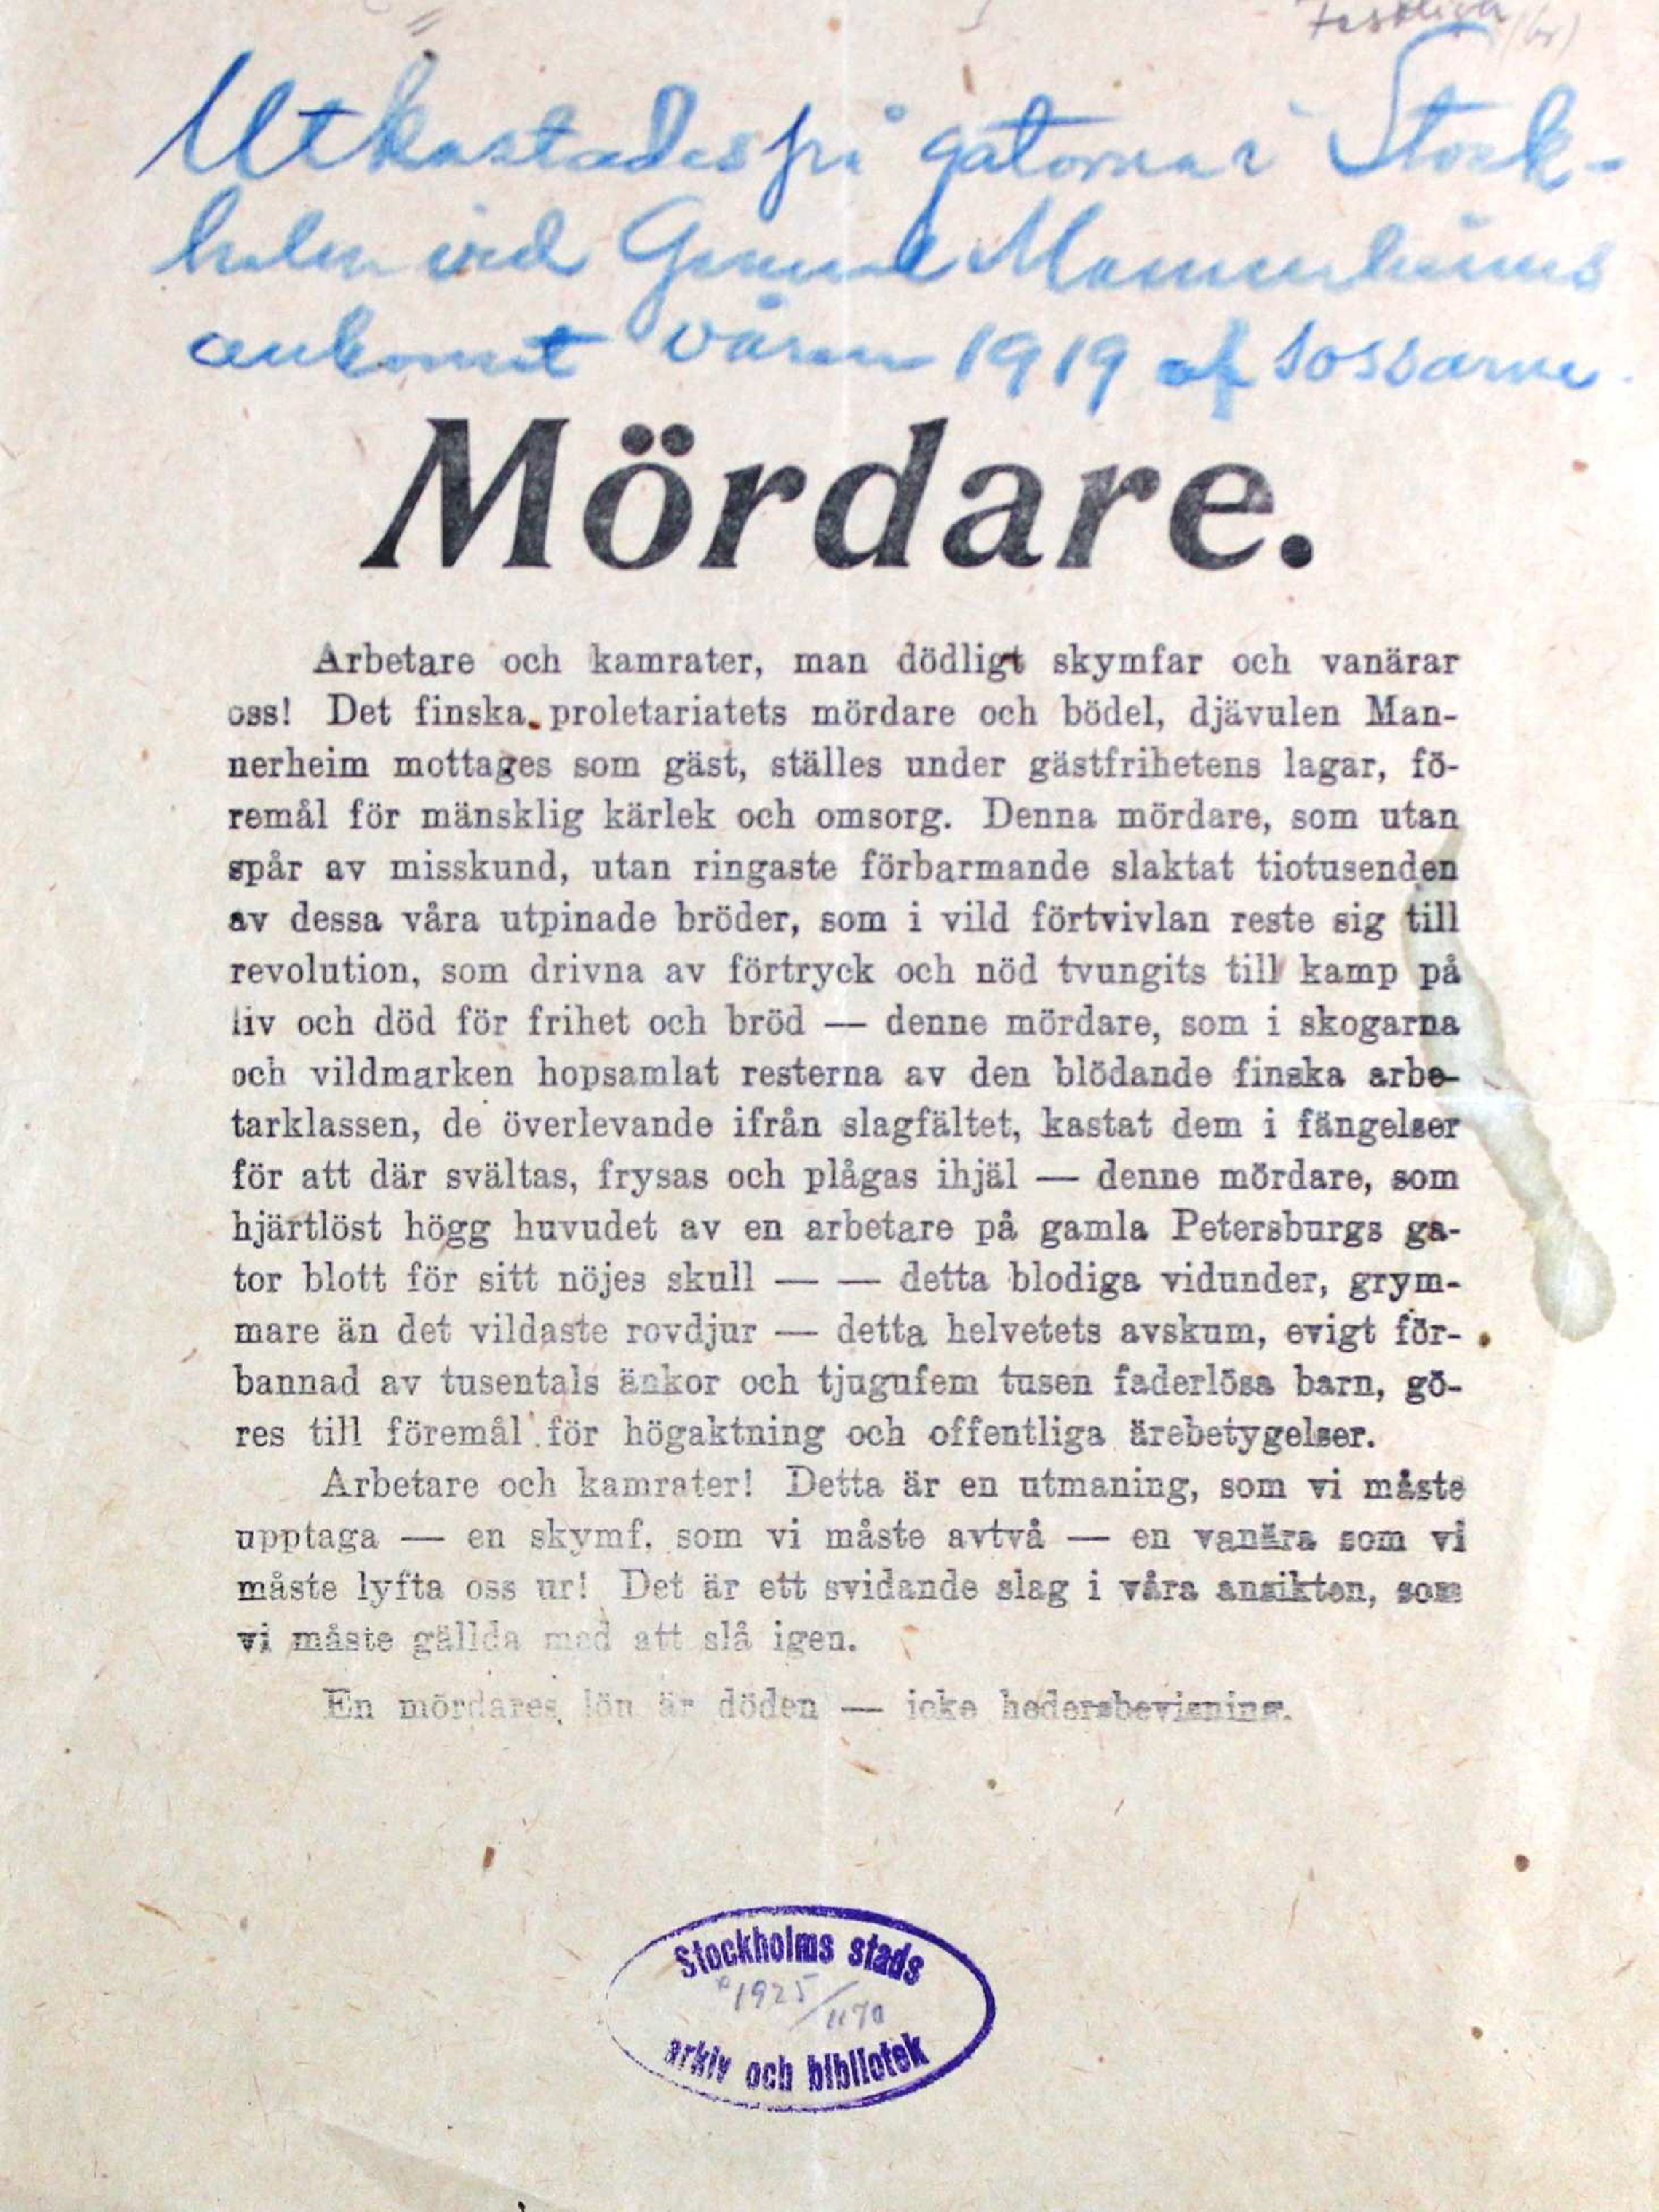 Utkastades på gatorna i Stock-
holm vid General Mannerheims
ankomst våren 1919 af sossarne.
Mördare.
Arbetare och kamrater, man dödligt skymfar och vanärar
oss! Det finska proletariatets mördare och bödel, djävulen Man-
nerheim mottages som gäst, ställes under gästfrihetens lagar, fö-
remål för mänsklig kärlek och omsorg. Denna mördare, som utan
spår av misskund, utan ringaste förbarmande slaktat tiotusenden
av dessa våra utpinade bröder, som i vild förtvivlan reste sig till
revolution, som drivna av förtryck och nöd tvungits till kamp på
liv och död för frihet och bröd — denne mördare, som i skogarna
och vildmarken hopsamlat resterna av den blödande finska arbe-
tarklassen, de överlevande ifrån slagfältet, kastat dem i fängelser
för att där svältas, frysas och plågas ihjäl — denne mördare, som
hjärtlöst högg huvudet av en arbetare på gamla Petersburgs ga-
tor blott för sitt nöjes skull — — detta blodiga vidunder, grym-
mare än det vildaste rovdjur — detta helvetets avskum, evigt för-
bannad av tusentals änkor och tjugufem tusen faderlösa barn, gö-
res till föremål för högaktning och offentliga ärebetygelser.
Arbetare och kamrater! Detta är en utmaning, som vi måste
upptaga — en skymf, som vi måste avtvå — en vanära som vi
måste lyfta oss ur! Det är ett svidande slag i våra ansikten, som
vi måste gällda med att slå igen.
En mördares lön är döden — icke hedersbevisning.
Stockholms stads
1925/1170
arkiv och bibliotek